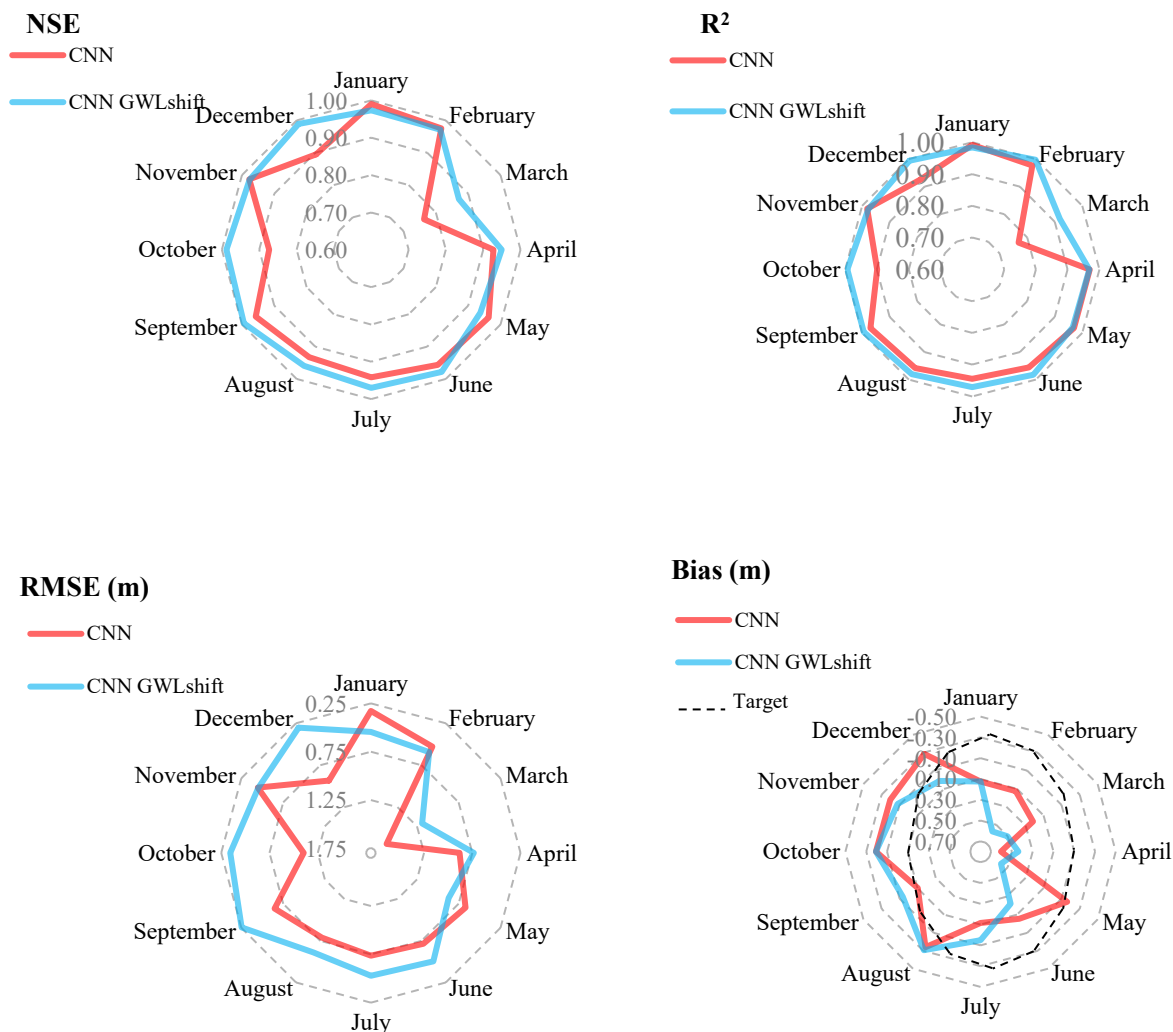 NSE
CNN
CNN GWLshift
January
February
March
April
May
June
July
August
September
October
November
December
1.00
0.90
0.80
0.70
0.60
R²
CNN
CNN GWLshift
January
February
March
April
May
June
July
August
September
October
November
December
1.00
0.90
0.80
0.70
0.60
RMSE (m)
CNN
CNN GWLshift
January
February
March
April
May
June
July
August
September
October
November
December
0.25
0.75
1.25
1.75
Bias (m)
CNN
CNN GWLshift
Target
January
February
March
April
May
June
July
August
September
October
November
December
-0.50
-0.30
-0.10
0.10
0.30
0.50
0.70